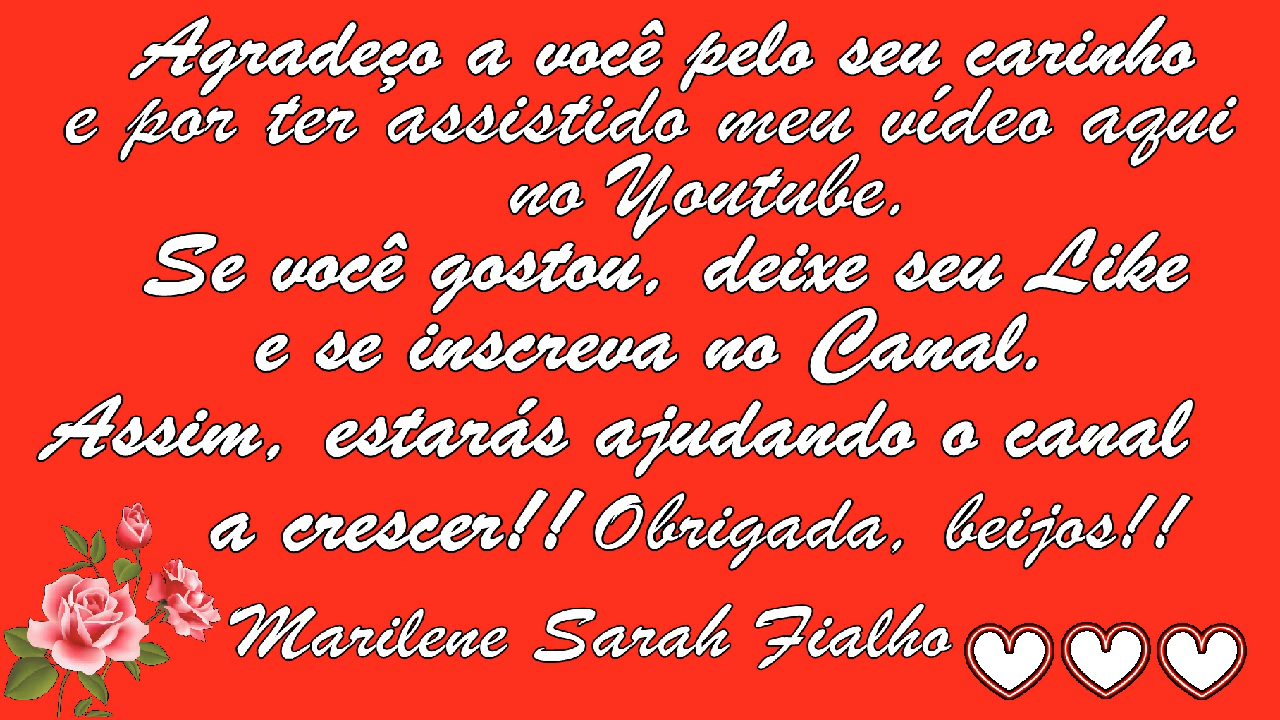 Agradeço a você pelo seu carinho
e por ter assistido meu vídeo aqui
no Youtube.
Se você gostou, deixe seu Like
e se inscreva no Canal.
Assim, estarás ajudando o canal
a crescer!! Obrigada, beijos!!
Marilene Sarah Fialho